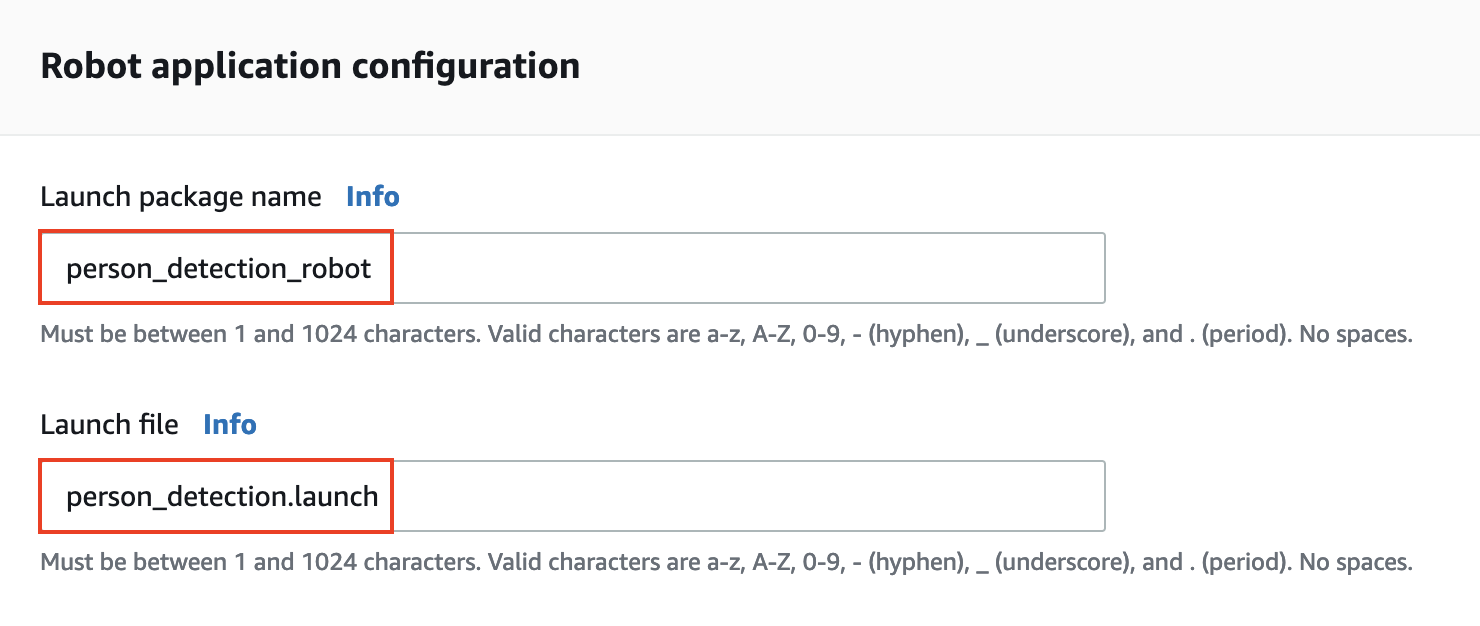 Robot application configuration
Launch package name Info
person_detection_robot
Must be between 1 and 1024 characters. Valid characters are a-z, A-Z, 0-9, - (hyphen), _ (underscore), and . (period). No spaces.
Launch file Info
person_detection.launch
Must be between 1 and 1024 characters. Valid characters are a-z, A-Z, 0-9, - (hyphen), _ (underscore), and . (period). No spaces.